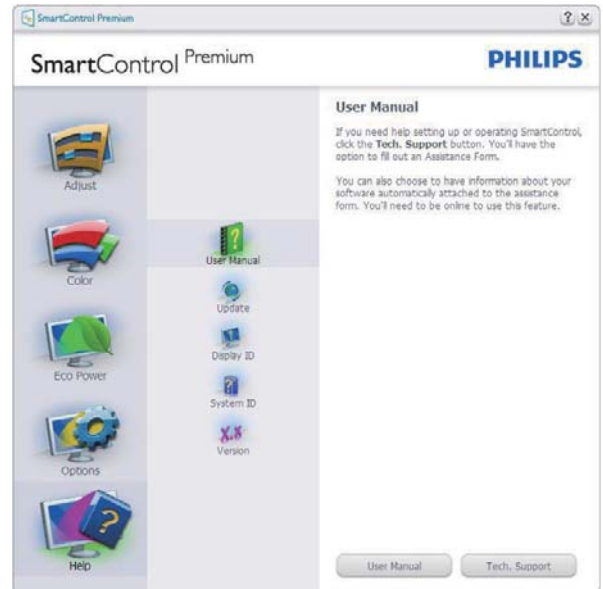 SmartControl Premium
? X
SmartControl Premium
PHILIPS
Adjust
Color
Eco Power
Options
?
Help
?
User Manual
Update
Display ID
?
System ID
X.X
Version
User Manual
If you need help setting up or operating SmartControl,
click the Tech. Support button. You'll have the
option to fill out an Assistance Form.
You can also choose to have information about your
software automatically attached to the assistance
form. You'll need to be online to use this feature.
User Manual
Tech. Support